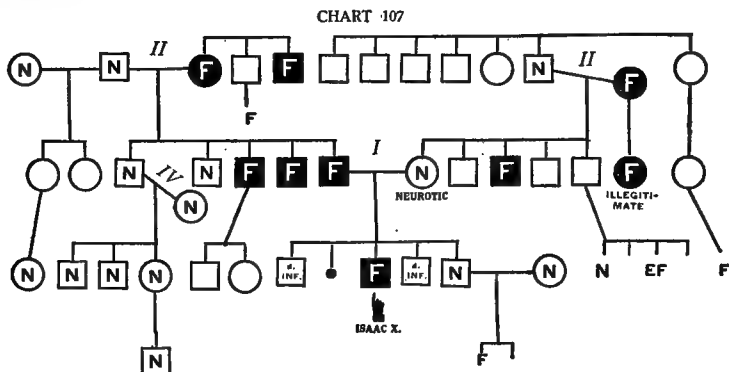 CHART 107
II
N N F F N II F
F
N N F F F I N F F
IV N NEUROTIC ILLEGITI-
MATE
N N N N d. INF. F d. INF. N N N EF F
ISAAC X.
N F